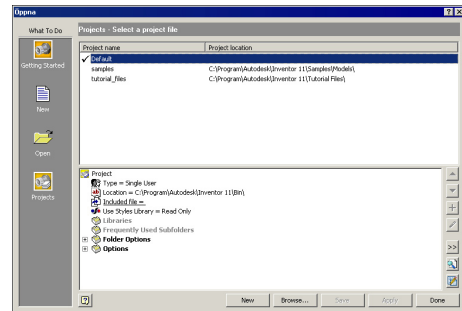 Öppna
What To Do
Projects - Select a project file
Project name Project location
Default
samples C:\Program\Autodesk\Inventor 11\Samples\Models\
tutorial_files C:\Program\Autodesk\Inventor 11\Tutorial Files\
Getting Started
New
Open
Projects
Project
Type = Single User
Location = C:\Program\Autodesk\Inventor 11\Bin\
Included file =
Use Styles Library = Read Only
Libraries
Frequently Used Subfolders
Folder Options
Options
>>
New Browse... Save Apply Done